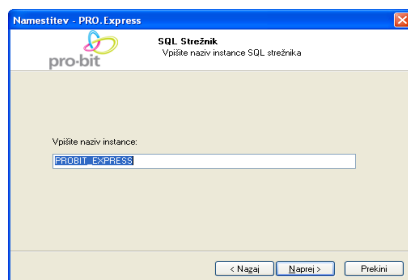 Namestitev - PRO.Express
pro·bit
SQL Strežnik
Vpišite naziv instance SQL strežnika
Vpišite naziv instance:
PROBIT_EXPRESS
< Nazaj
Naprej >
Prekini